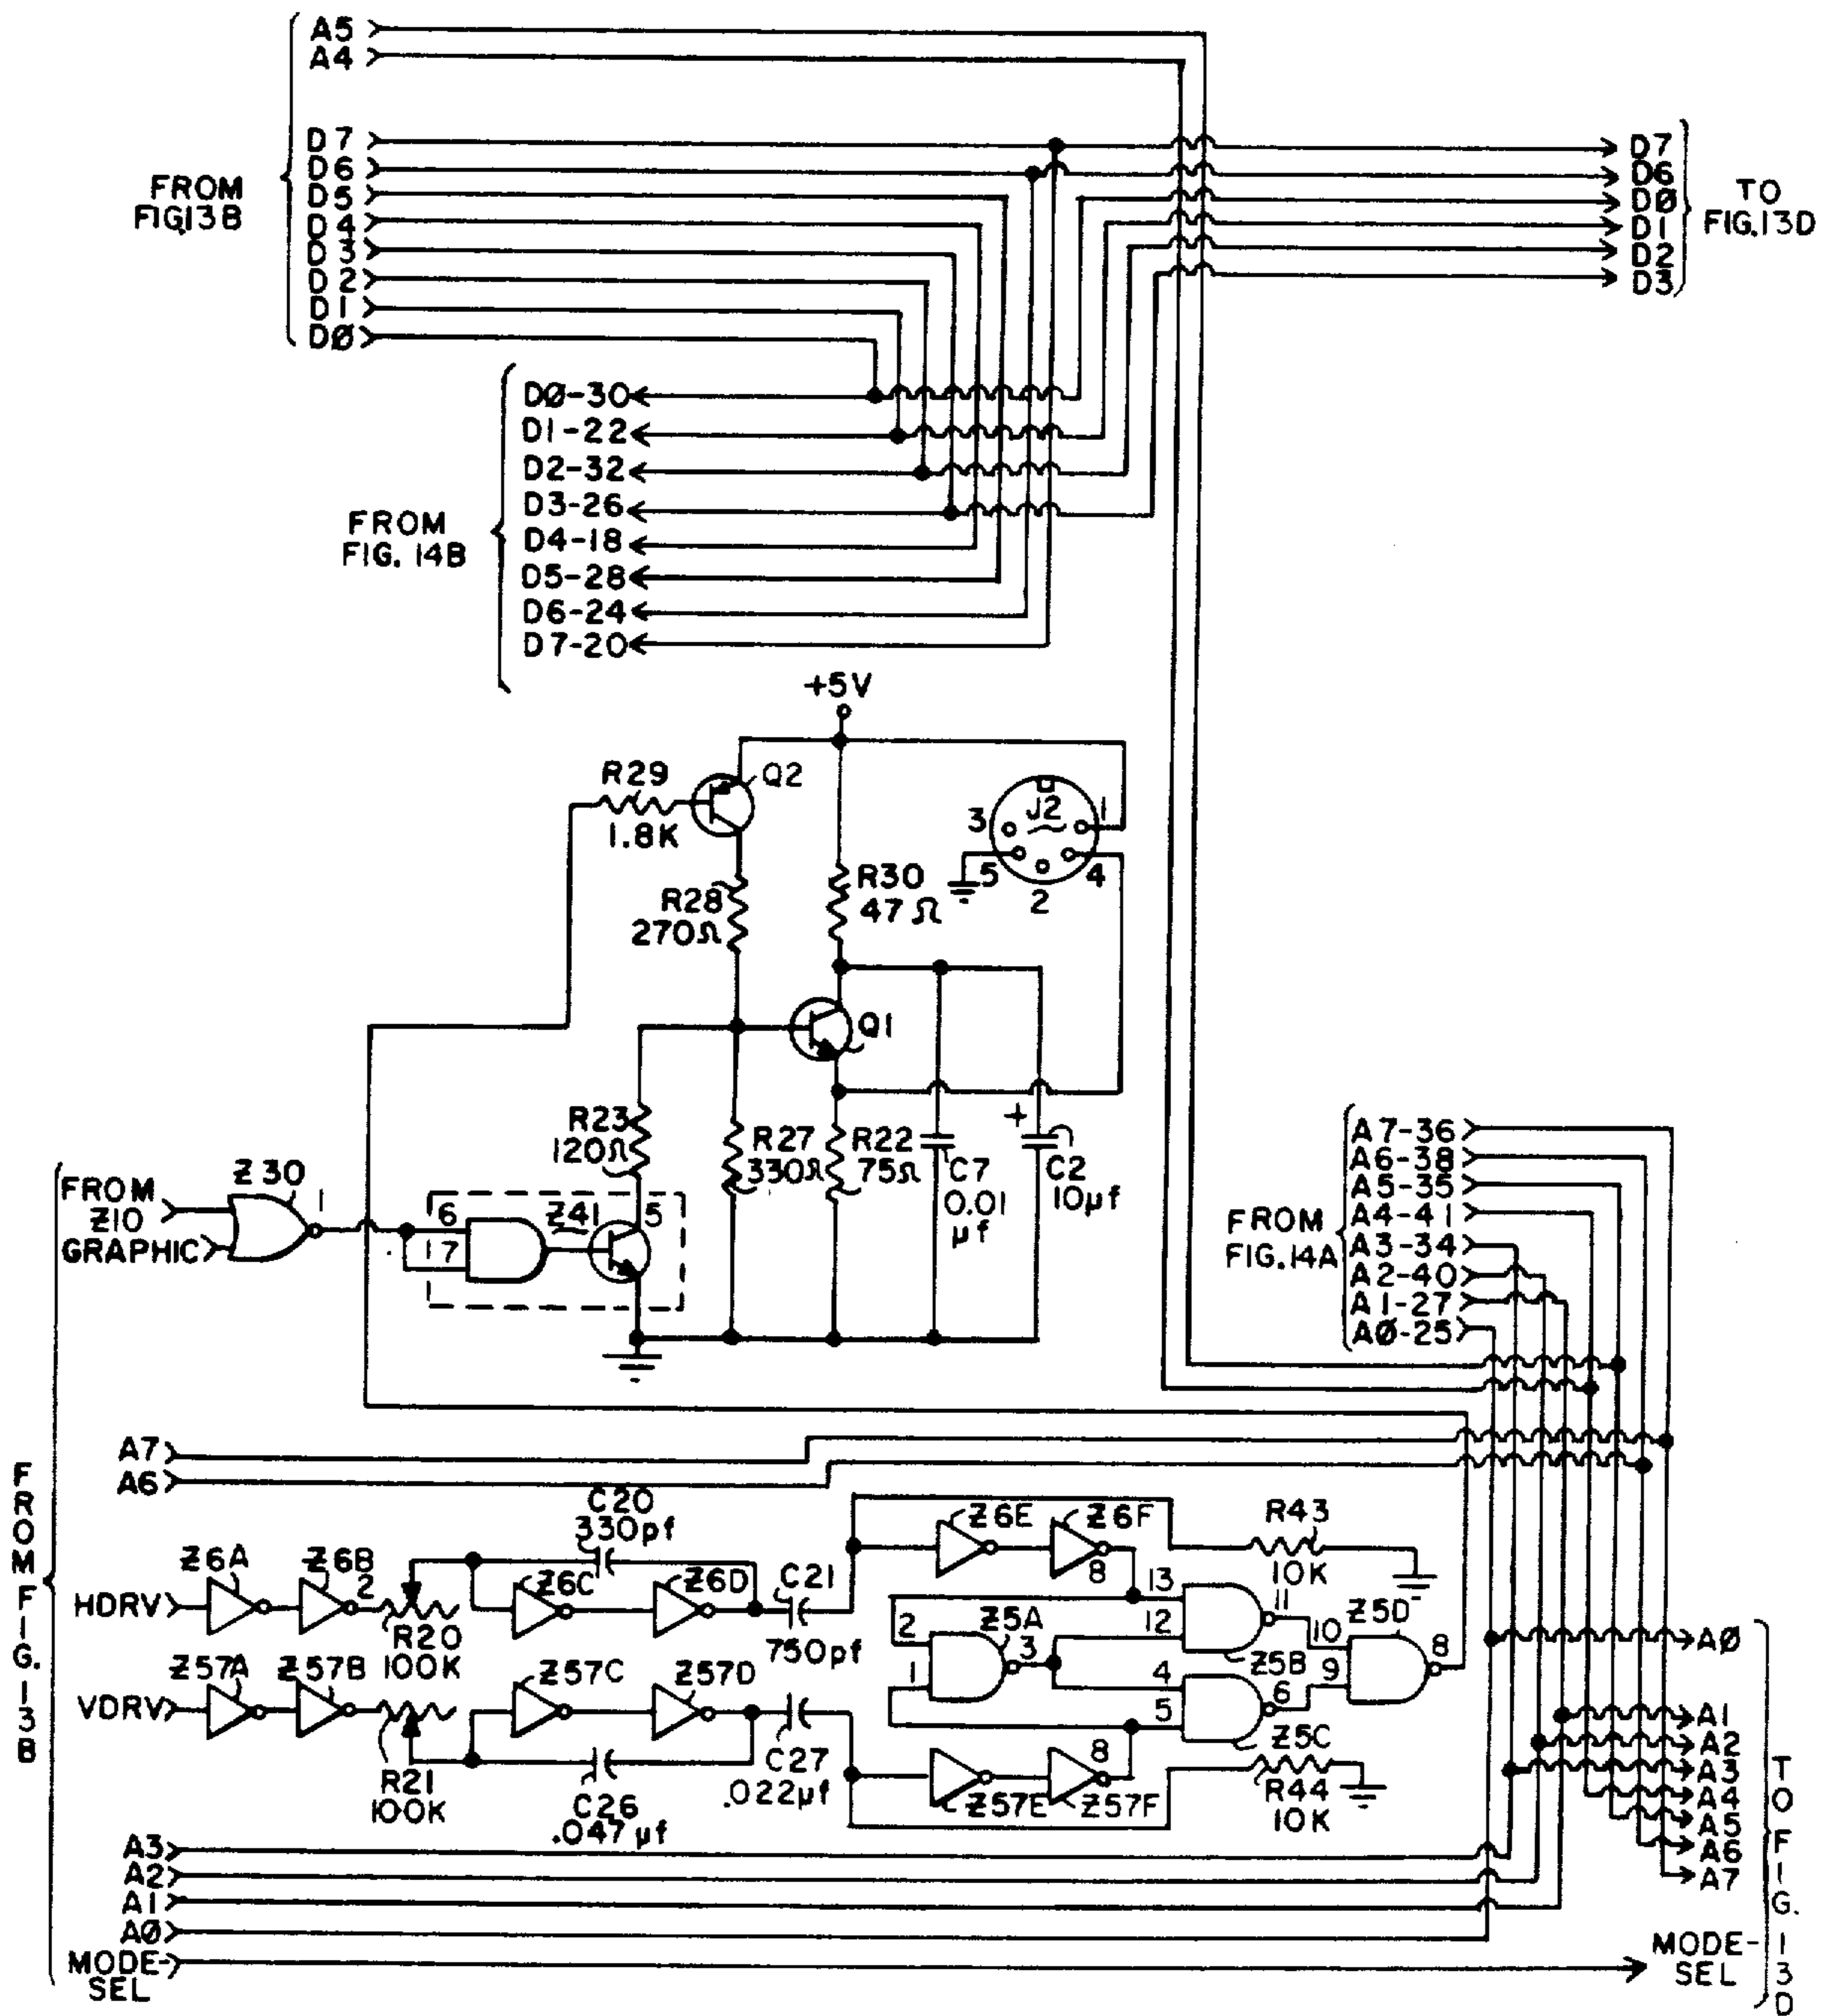 A5
A4
D7
D6
D5
D4
D3
D2
D1
DØ
FROM
FIG.13B
D7
D6
DØ
D1
D2
D3
TO
FIG.13D
DØ-30
D1-22
D2-32
D3-26
D4-18
D5-28
D6-24
D7-20
FROM
FIG. 14B
+5V
R29
1.8K
Q2
J2
3
1
5
2
4
R28
270Ω
R30
47Ω
Q1
R23
120Ω
R27
330Ω
R22
75Ω
C7
0.01
µf
+
C2
10µf
FROM
Z10
GRAPHIC
Z30
1
6
7
Z41
5
FROM
FIG.14A
A7-36
A6-38
A5-35
A4-41
A3-34
A2-40
A1-27
AØ-25
FROM FIG. 13B
A7
A6
C20
330pf
Z6A
Z6B
2
HDRV
R20
100K
Z6C
Z6D
C21
750pf
Z6E
Z6F
8
R43
10K
13
12
11
Z5B
2
1
Z5A
3
10
9
Z5D
8
4
5
6
Z5C
VDRV
Z57A
Z57B
R21
100K
Z57C
Z57D
C26
.047µf
C27
.022µf
8
Z57E
Z57F
R44
10K
A3
A2
A1
AØ
MODE-
SEL
AØ
A1
A2
A3
A4
A5
A6
A7
MODE-
SEL
TO FIG. 13D